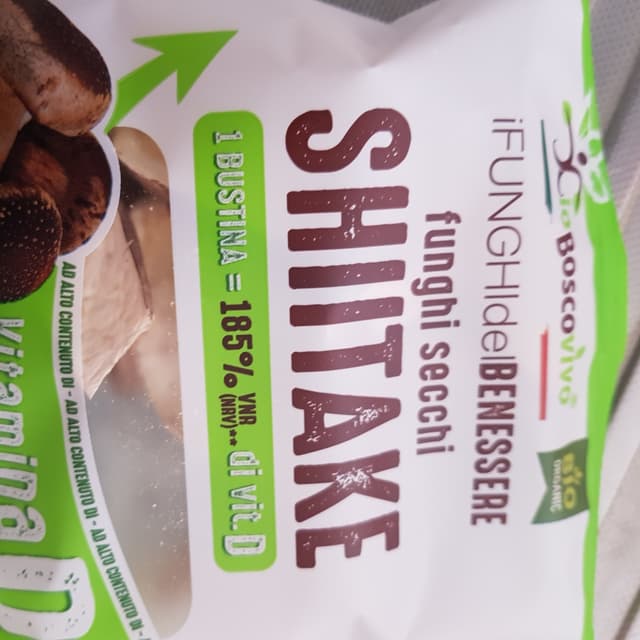 ioBoscovivo
BIO
ORGANIC
iFUNGHIdelBENESSERE
funghi secchi
SHIITAKE
1 BUSTINA = 185% VNR (NRV)** di vit. D
AD ALTO CONTENUTO DI - AD ALTO CONTENUTO DI - AD ALTO CONTENUTO DI -
vitamina D